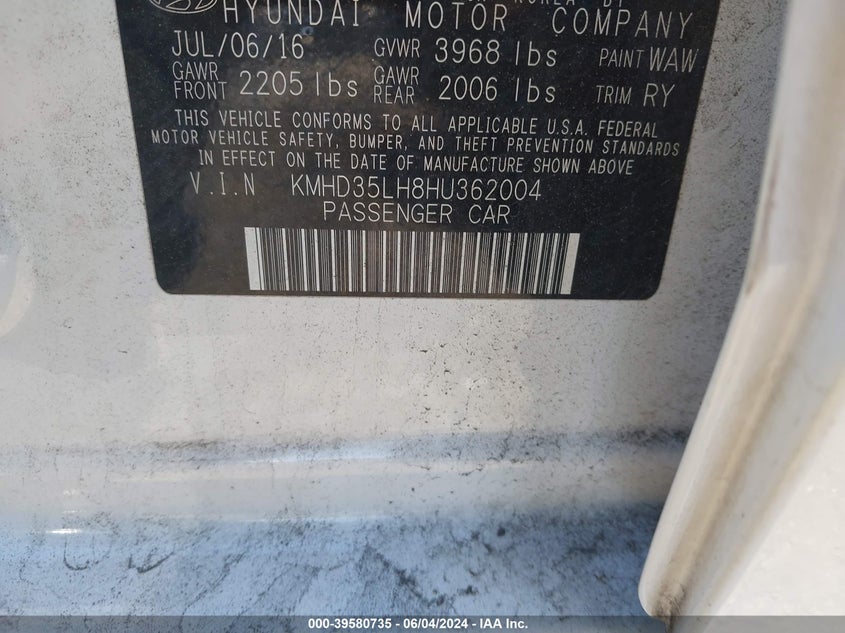 KOREA BY
HYUNDAI MOTOR COMPANY
JUL/06/16 GVWR 3968 lbs PAINT WAW
GAWR FRONT 2205 lbs GAWR REAR 2006 lbs TRIM RY
THIS VEHICLE CONFORMS TO ALL APPLICABLE U.S.A. FEDERAL
MOTOR VEHICLE SAFETY, BUMPER, AND THEFT PREVENTION STANDARDS
IN EFFECT ON THE DATE OF MANUFACTURE SHOWN ABOVE
V.I.N KMHD35LH8HU362004
PASSENGER CAR
000-39580735 - 06/04/2024 - IAA Inc.